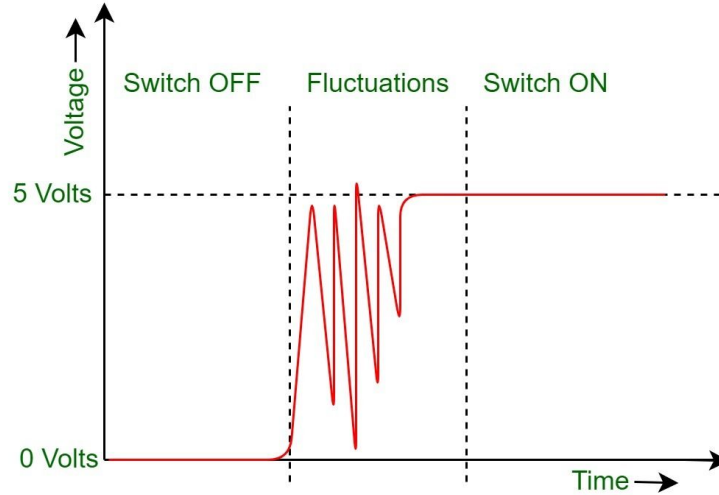 Voltage
Switch OFF
Fluctuations
Switch ON
5 Volts
0 Volts
Time